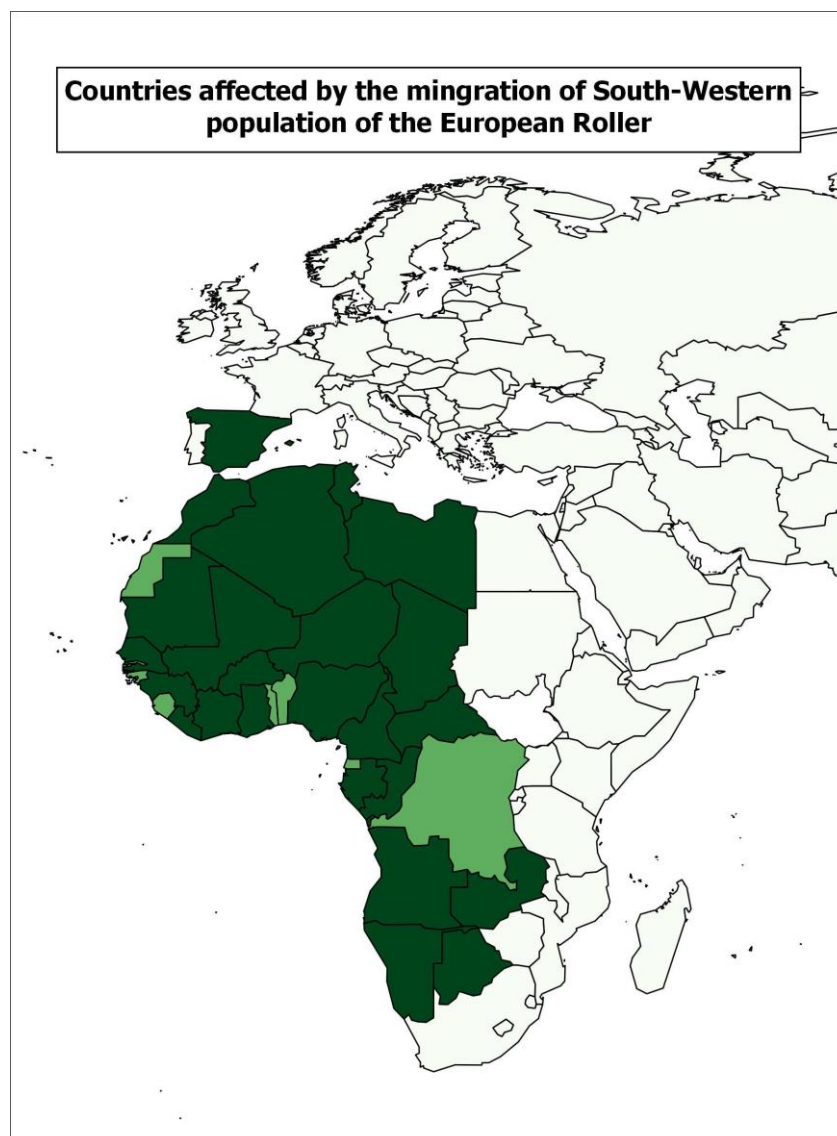 Countries affected by the mingration of South-Western
population of the European Roller